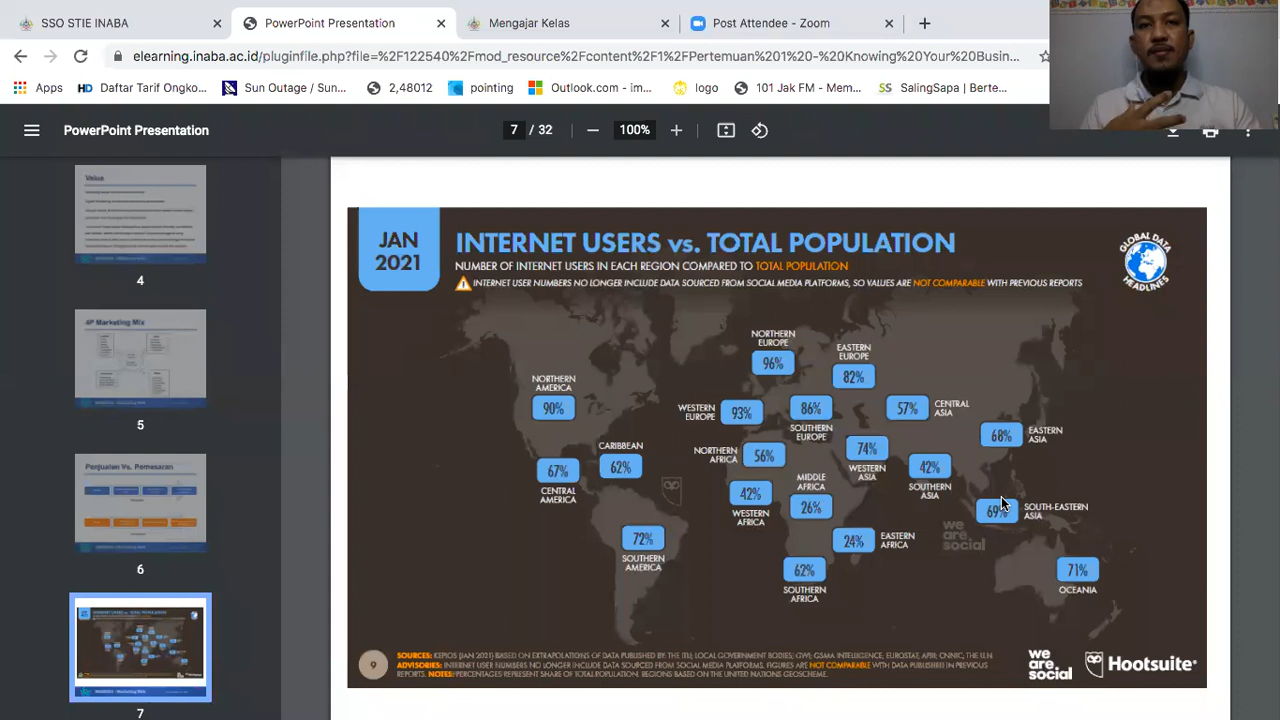 SSO STIE INABA
PowerPoint Presentation
Mengajar Kelas
Post Attendee - Zoom
elearning.inaba.ac.id/pluginfile.php?file=%2F122540%2Fmod_resource%2Fcontent%2F1%2FPertemuan%201%20-%20Knowing%20Your%20Busin...
Apps
Daftar Tarif Ongko...
Sun Outage / Sun...
2,48012
pointing
Outlook.com - im...
logo
101 Jak FM - Mem...
SalingSapa | Berte...
PowerPoint Presentation
7 / 32
100%
Value
4
4P Marketing Mix
5
Penjualan Vs. Pemasaran
6
7
JAN
2021
INTERNET USERS vs. TOTAL POPULATION
NUMBER OF INTERNET USERS IN EACH REGION COMPARED TO TOTAL POPULATION
INTERNET USER NUMBERS NO LONGER INCLUDE DATA SOURCED FROM SOCIAL MEDIA PLATFORMS, SO VALUES ARE NOT COMPARABLE WITH PREVIOUS REPORTS
GLOBAL DATA
HEADLINES
NORTHERN
EUROPE
96%
EASTERN
EUROPE
82%
NORTHERN
AMERICA
90%
WESTERN
EUROPE
93%
86%
SOUTHERN
EUROPE
57%
CENTRAL
ASIA
68%
EASTERN
ASIA
CARIBBEAN
62%
67%
CENTRAL
AMERICA
NORTHERN
AFRICA
56%
74%
WESTERN
ASIA
42%
SOUTHERN
ASIA
MIDDLE
AFRICA
26%
42%
WESTERN
AFRICA
69%
SOUTH-EASTERN
ASIA
72%
SOUTHERN
AMERICA
24%
EASTERN
AFRICA
we
are
social
62%
SOUTHERN
AFRICA
71%
OCEANIA
9
SOURCES: KEPIOS (JAN 2021) BASED ON EXTRAPOLATIONS OF DATA PUBLISHED BY THE ITU; LOCAL GOVERNMENT BODIES; GWI; GSMA INTELLIGENCE; EUROSTAT; APJII; CNNIC; THE U.N
ADVISORIES: INTERNET USER NUMBERS NO LONGER INCLUDE DATA SOURCED FROM SOCIAL MEDIA PLATFORMS. FIGURES ARE NOT COMPARABLE WITH DATA PUBLISHED IN PREVIOUS
REPORTS. NOTES: PERCENTAGES REPRESENT SHARE OF TOTAL POPULATION. REGIONS BASED ON THE UNITED NATIONS GEOSCHEME.
we
are
social
Hootsuite